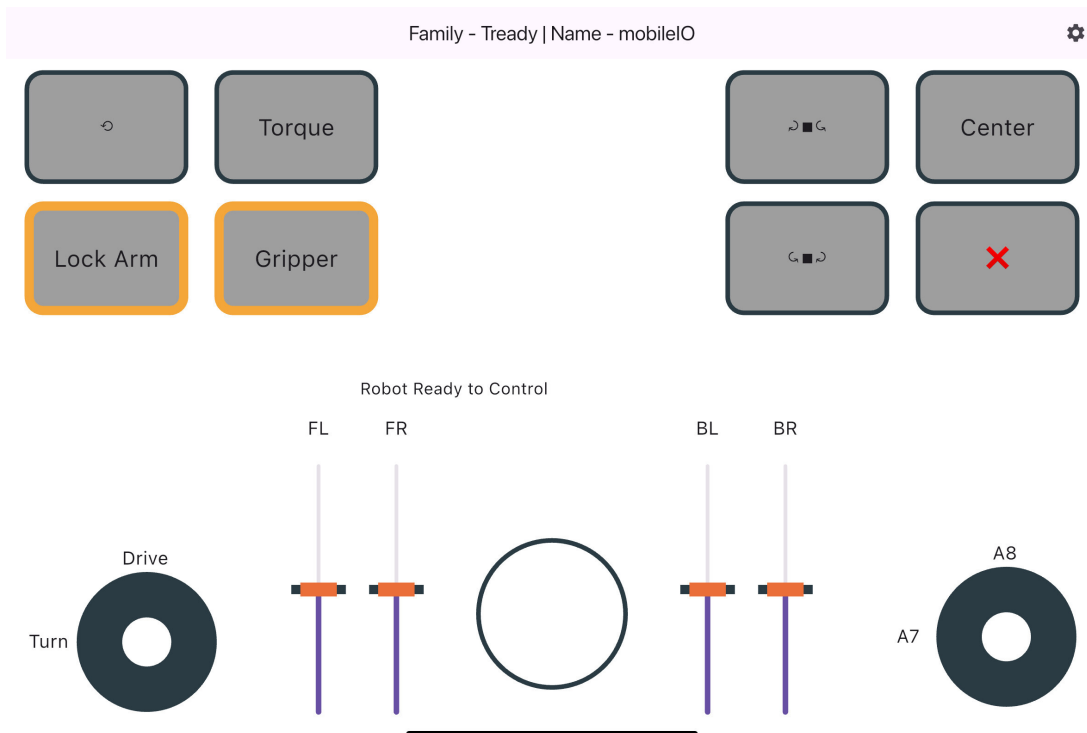 Family - Tready | Name - mobileIO
⟲ Torque
Lock Arm Gripper
⤸■⤹ Center
⤹■⤸ ❌
Robot Ready to Control
FL FR BL BR
Drive
Turn
A8
A7